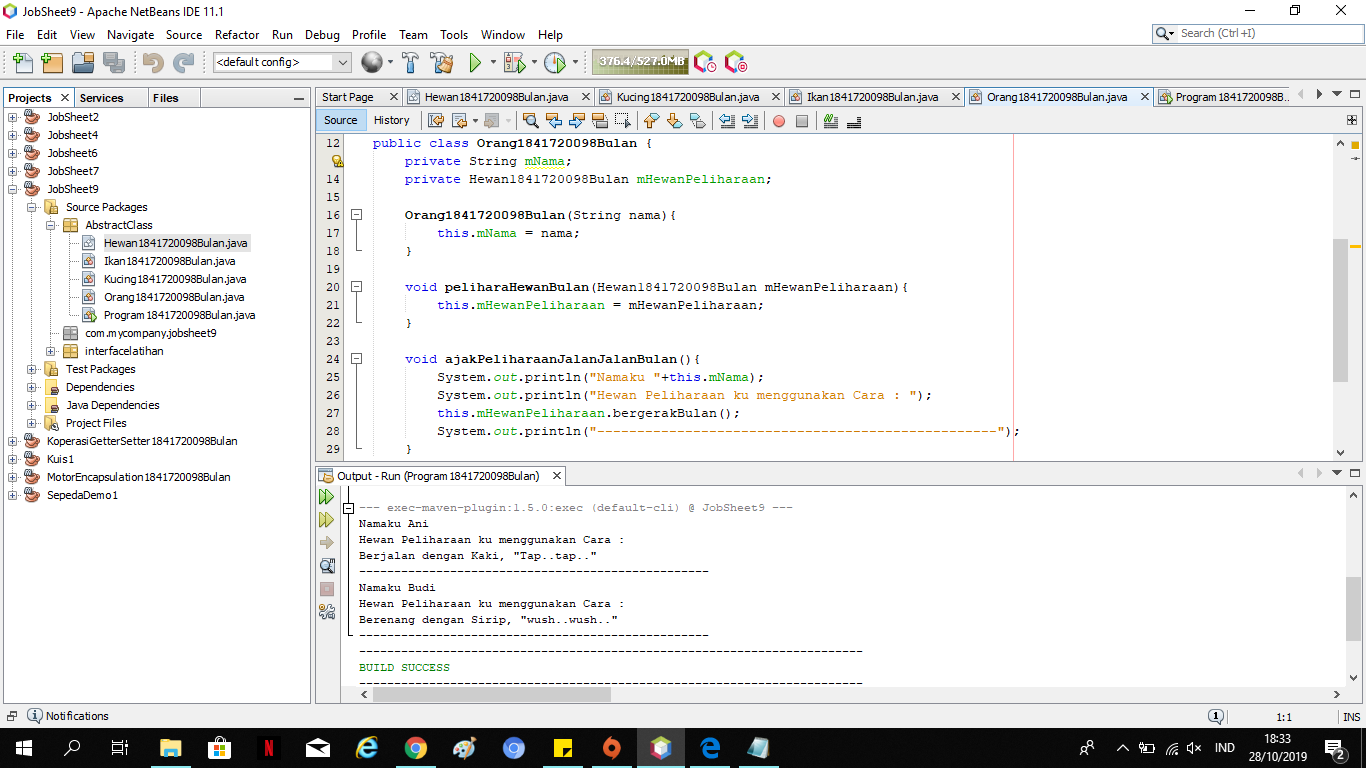 JobSheet9 - Apache NetBeans IDE 11.1
File Edit View Navigate Source Refactor Run Debug Profile Team Tools Window Help
Search (Ctrl+I)
<default config>
376.4/527.0MB
Projects Services Files
JobSheet2
Jobsheet4
Jobsheet6
JobSheet7
JobSheet9
Source Packages
AbstractClass
Hewan1841720098Bulan.java
Ikan1841720098Bulan.java
Kucing1841720098Bulan.java
Orang1841720098Bulan.java
Program1841720098Bulan.java
com.mycompany.jobsheet9
interfacelatihan
Test Packages
Dependencies
Java Dependencies
Project Files
KoperasiGetterSetter1841720098Bulan
Kuis1
MotorEncapsulation1841720098Bulan
SepedaDemo1
Start Page Hewan1841720098Bulan.java Kucing1841720098Bulan.java Ikan1841720098Bulan.java Orang1841720098Bulan.java Program1841720098B...
Source History
12 public class Orang1841720098Bulan {
private String mNama;
14 private Hewan1841720098Bulan mHewanPeliharaan;
15
16 Orang1841720098Bulan(String nama){
17 this.mNama = nama;
18 }
19
20 void peliharaHewanBulan(Hewan1841720098Bulan mHewanPeliharaan){
21 this.mHewanPeliharaan = mHewanPeliharaan;
22 }
23
24 void ajakPeliharaanJalanJalanBulan(){
25 System.out.println("Namaku "+this.mNama);
26 System.out.println("Hewan Peliharaan ku menggunakan Cara : ");
27 this.mHewanPeliharaan.bergerakBulan();
28 System.out.println("--------------------------------------------------");
29 }
Output - Run (Program1841720098Bulan)
--- exec-maven-plugin:1.5.0:exec (default-cli) @ JobSheet9 ---
Namaku Ani
Hewan Peliharaan ku menggunakan Cara :
Berjalan dengan Kaki, "Tap..tap.."
--------------------------------------------------
Namaku Budi
Hewan Peliharaan ku menggunakan Cara :
Berenang dengan Sirip, "wush..wush.."
--------------------------------------------------
------------------------------------------------------------------------
BUILD SUCCESS
------------------------------------------------------------------------
Notifications
1:1 INS
IND
18:33
28/10/2019
2